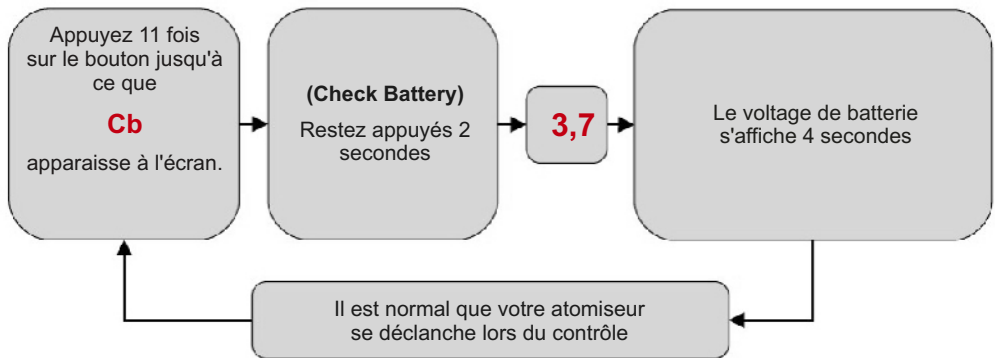 Appuyez 11 fois
sur le bouton jusqu'à
ce que
Cb
apparaisse à l'écran.
(Check Battery)
Restez appuyés 2
secondes
3,7
Le voltage de batterie
s'affiche 4 secondes
Il est normal que votre atomiseur
se déclanche lors du contrôle